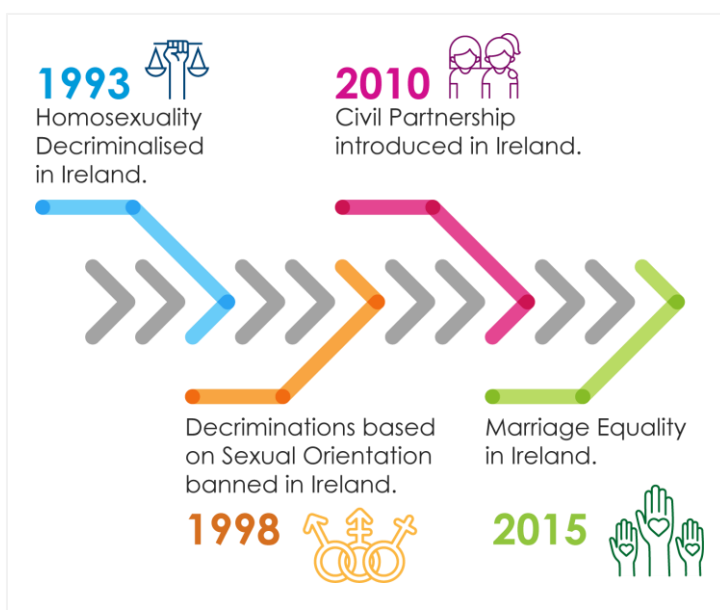 1993
Homosexuality
Decriminalised
in Ireland.
2010
Civil Partnership
introduced in Ireland.
Decriminations based
on Sexual Orientation
banned in Ireland.
1998
Marriage Equality
in Ireland.
2015